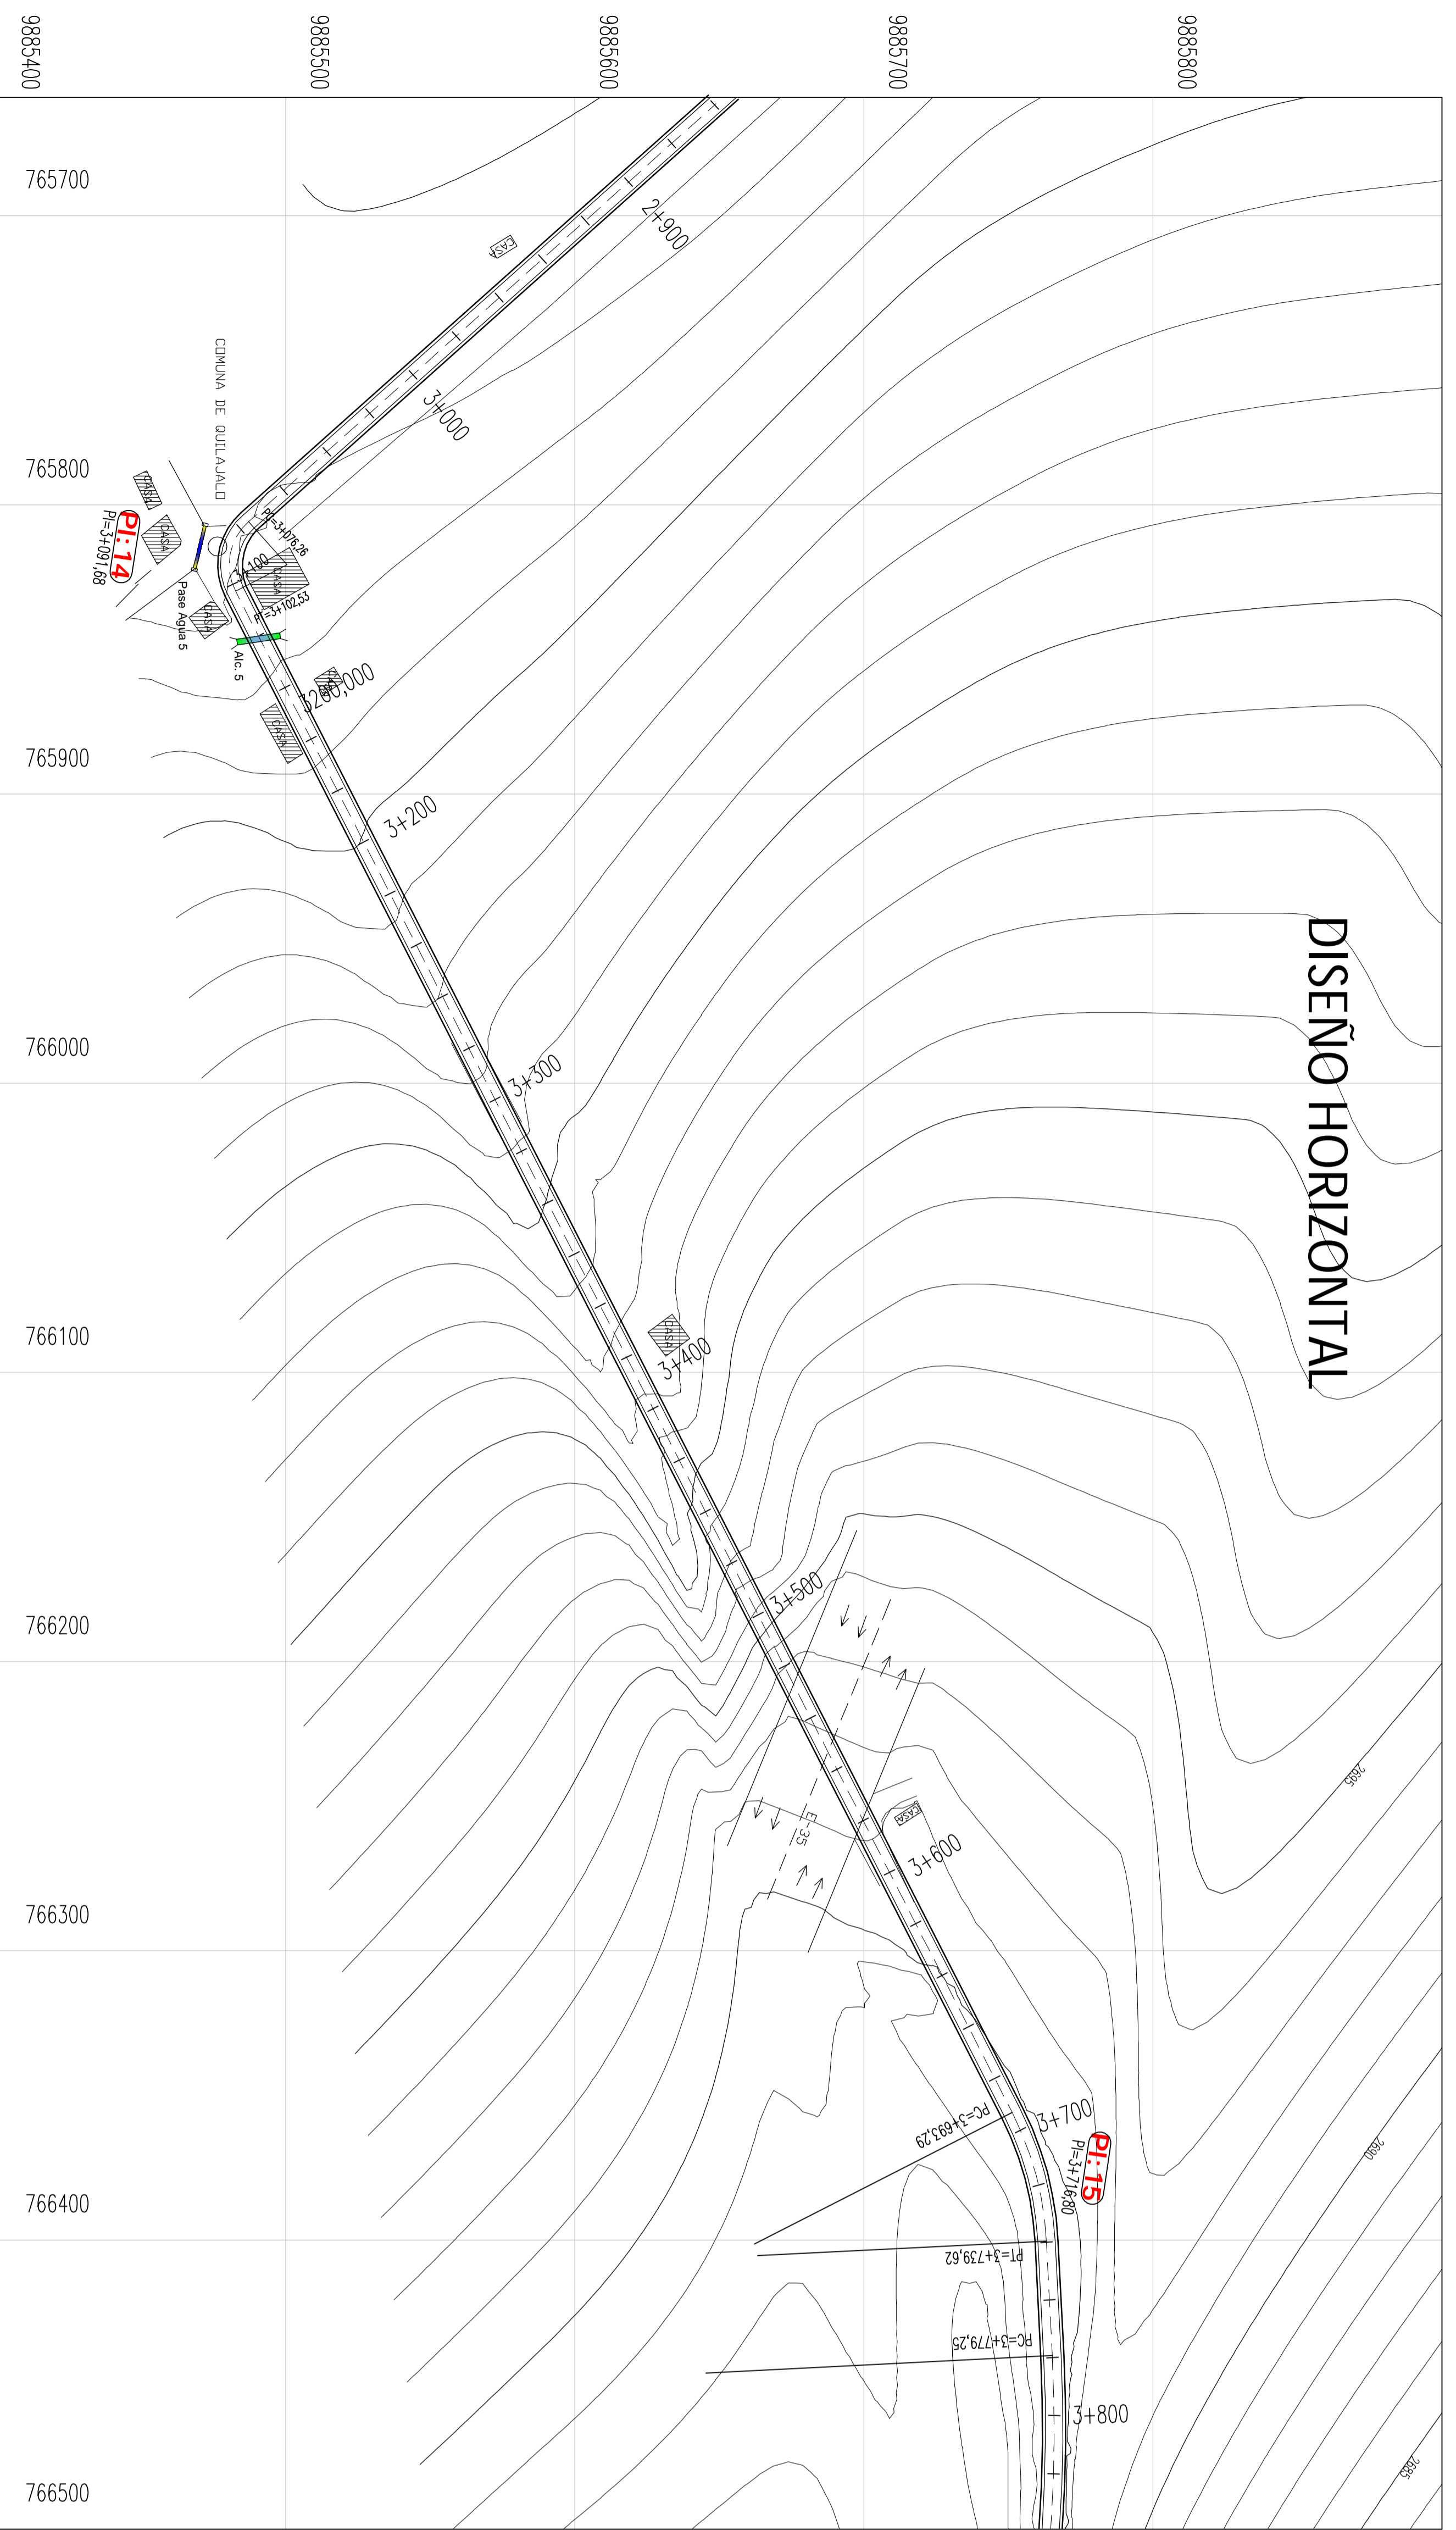 9885400
9885500
9885600
9885700
9885800
765700
765800
765900
766000
766100
766200
766300
766400
766500
DISEÑO HORIZONTAL
2+900
CASA
3+000
COMUNA DE QUILAJALO
CASA
CASA
PI: 14
PI=3+091,68
Pase Agua 5
CASA
3+100
CASA
PT=3+102,53
Alc. 5
3200,000
CASA
3+200
3+300
CASA
3+400
3+500
E-35
CASA
3+600
2695
PC=3+693,29
3+700
PI: 15
PI=3+716,80
2690
PT=3+739,62
PC=3+779,25
3+800
2685